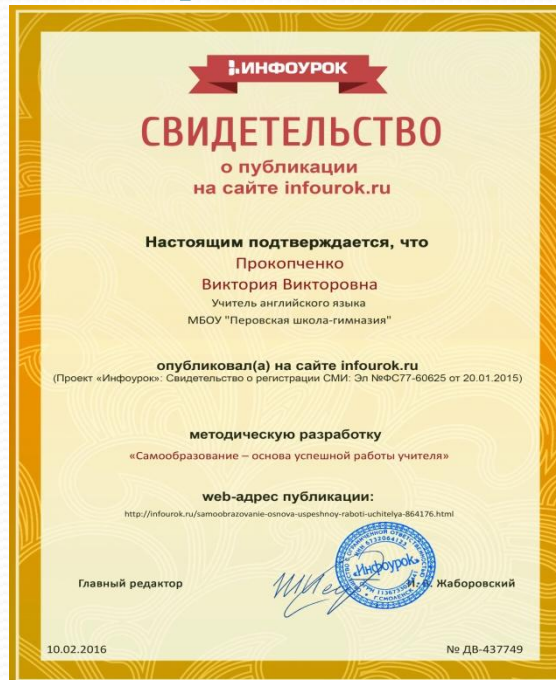 ИНФОУРОК
СВИДЕТЕЛЬСТВО
о публикации
на сайте infourok.ru
Настоящим подтверждается, что
Прокопченко
Виктория Викторовна
Учитель английского языка
МБОУ "Перовская школа-гимназия"
опубликовал(а) на сайте infourok.ru
(Проект «Инфоурок»: Свидетельство о регистрации СМИ: Эл №ФС77-60625 от 20.01.2015)
методическую разработку
«Самообразование – основа успешной работы учителя»
web-адрес публикации:
http://infourok.ru/samoobrazovanie-osnova-uspeshnoy-raboti-uchitelya-864176.html
Главный редактор
«Инфоурок»
Жаборовский
10.02.2016
№ ДВ-437749